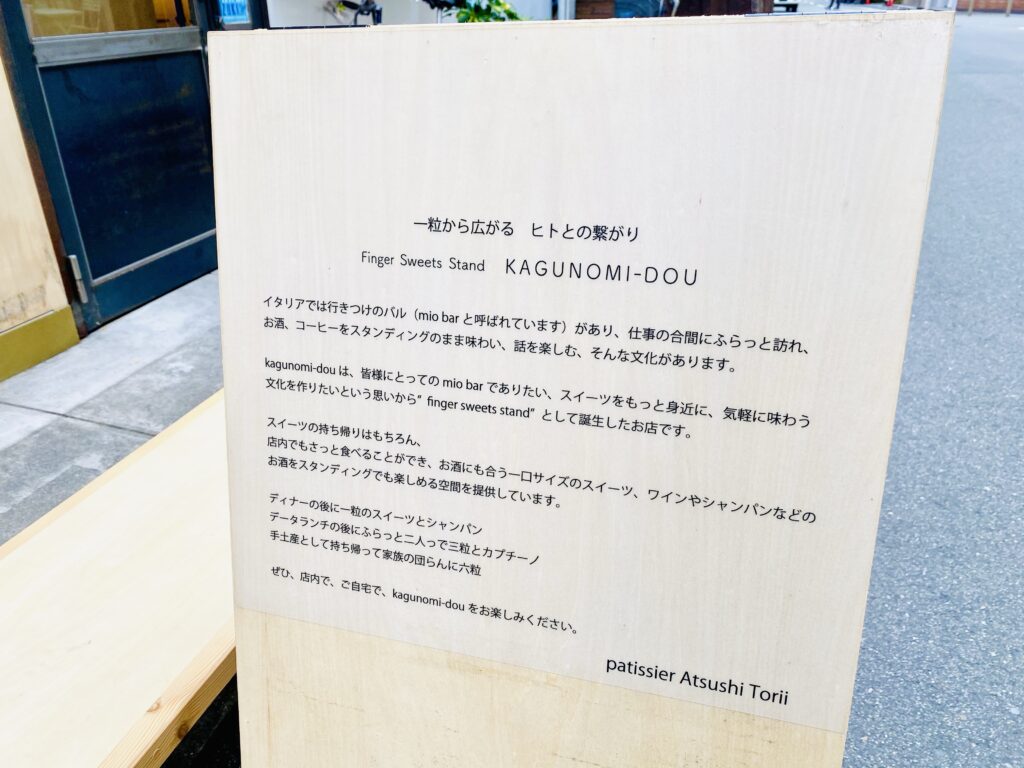 一粒から広がる　ヒトとの繋がり
Finger Sweets Stand KAGUNOMI-DOU
イタリアでは行きつけのバル（mio bar と呼ばれています）があり、仕事の合間にふらっと訪れ、
お酒、コーヒーをスタンディングのまま味わい、話を楽しむ、そんな文化があります。
kagunomi-dou は、皆様にとっての mio bar でありたい、スイーツをもっと身近に、気軽に味わう
文化を作りたいという思いから“ finger sweets stand” として誕生したお店です。
スイーツの持ち帰りはもちろん、
店内でもさっと食べることができ、お酒にも合う一口サイズのスイーツ、ワインやシャンパンなどの
お酒をスタンディングでも楽しめる空間を提供しています。
ディナーの後に一粒のスイーツとシャンパン
データランチの後にふらっと二人っで三粒とカプチーノ
手土産として持ち帰って家族の団らんに六粒
ぜひ、店内で、ご自宅で、kagunomi-dou をお楽しみください。
patissier Atsushi Torii